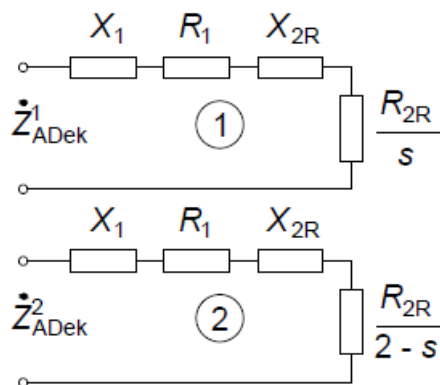 X₁ R₁ X₂R
Ż¹ADek
1
R₂R
s
X₁ R₁ X₂R
Ż²ADek
2
R₂R
2 - s